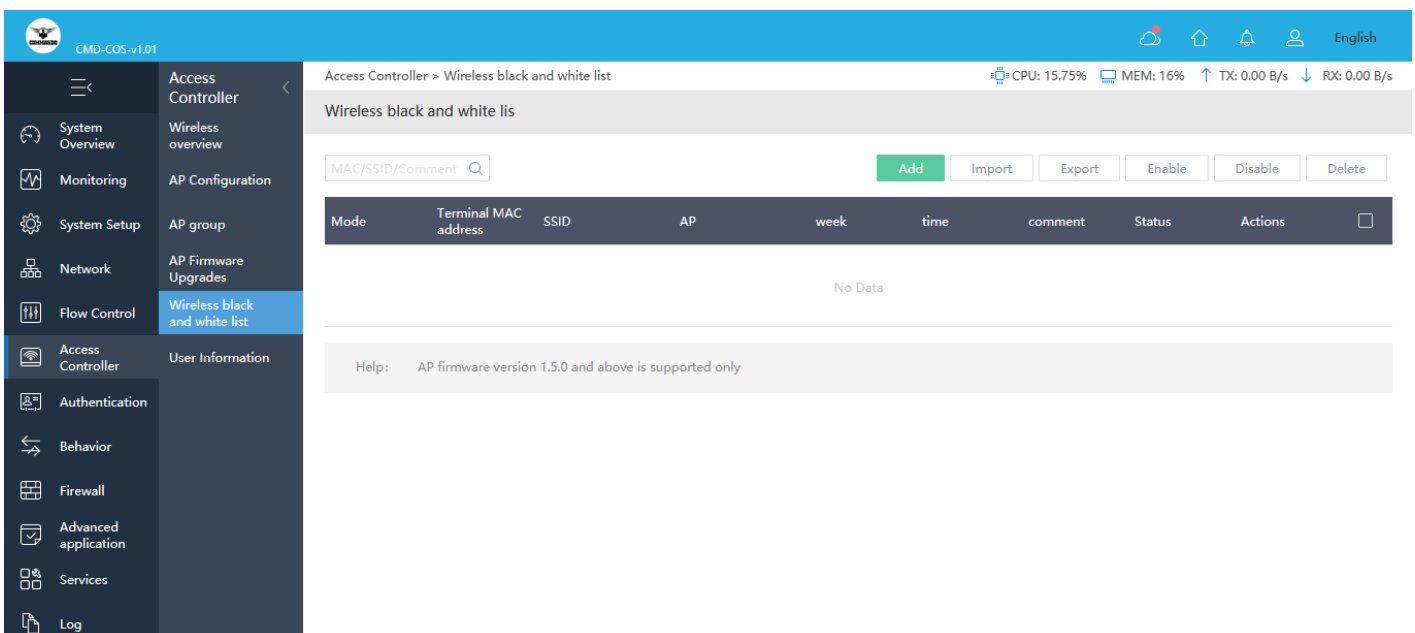 COMMANDO
CMD-COS-v1.01
English
Access
Controller
Access Controller > Wireless black and white list
CPU: 15.75%
MEM: 16%
TX: 0.00 B/s
RX: 0.00 B/s
Wireless black and white lis
System
Overview
Monitoring
System Setup
Network
Flow Control
Access
Controller
Authentication
Behavior
Firewall
Advanced
application
Services
Log
Wireless
overview
AP Configuration
AP group
AP Firmware
Upgrades
Wireless black
and white list
User Information
MAC/SSID/Comment
Add
Import
Export
Enable
Disable
Delete
Mode
Terminal MAC
address
SSID
AP
week
time
comment
Status
Actions
No Data
Help: AP firmware version 1.5.0 and above is supported only